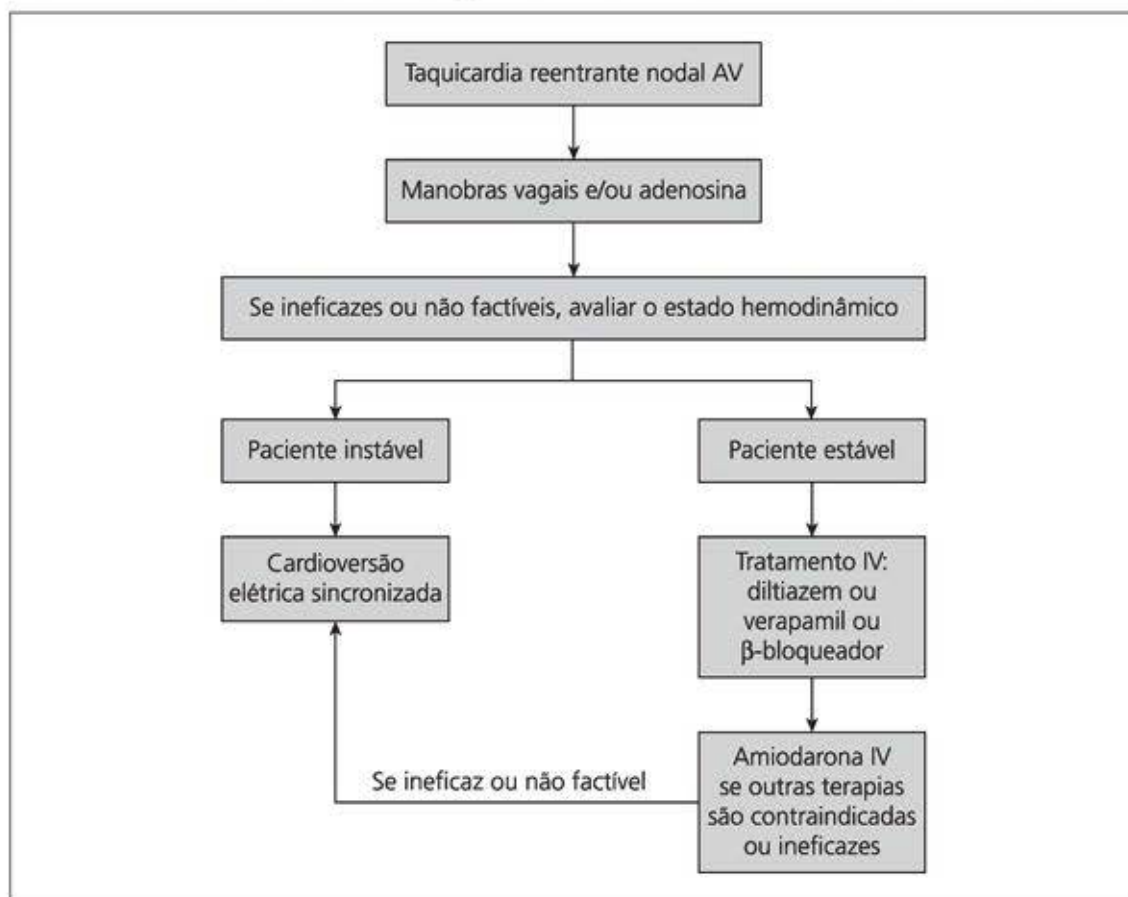 Taquicardia reentrante nodal AV
Manobras vagais e/ou adenosina
Se ineficazes ou não factíveis, avaliar o estado hemodinâmico
Paciente instável
Paciente estável
Cardioversão
elétrica sincronizada
Tratamento IV:
diltiazem ou
verapamil ou
β-bloqueador
Se ineficaz ou não factível
Amiodarona IV
se outras terapias
são contraindicadas
ou ineficazes